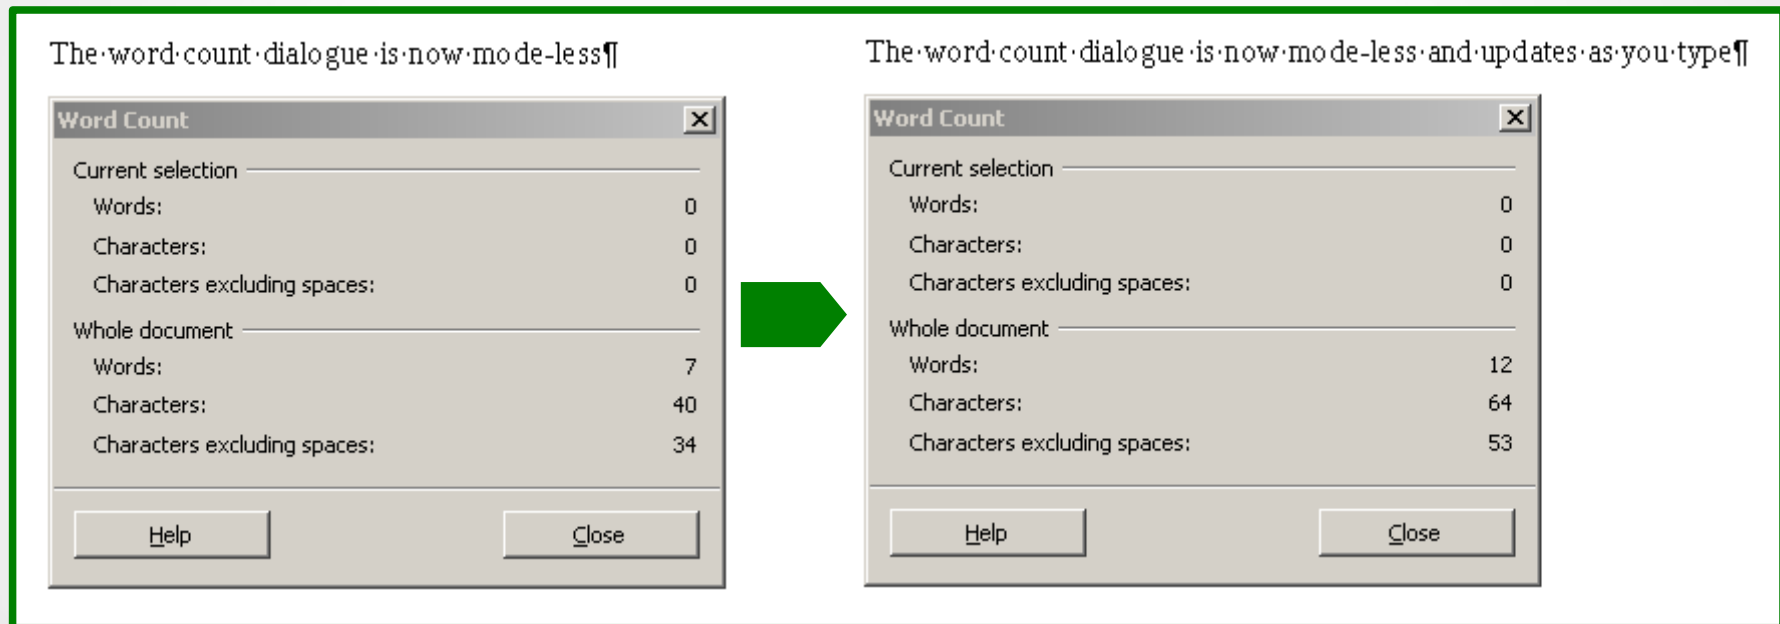 The·word·count·dialogue·is·now·mode-less¶
Word Count
Current selection
Words: 0
Characters: 0
Characters excluding spaces: 0
Whole document
Words: 7
Characters: 40
Characters excluding spaces: 34
Help Close
The·word·count·dialogue·is·now·mode-less·and·updates·as·you·type¶
Word Count
Current selection
Words: 0
Characters: 0
Characters excluding spaces: 0
Whole document
Words: 12
Characters: 64
Characters excluding spaces: 53
Help Close